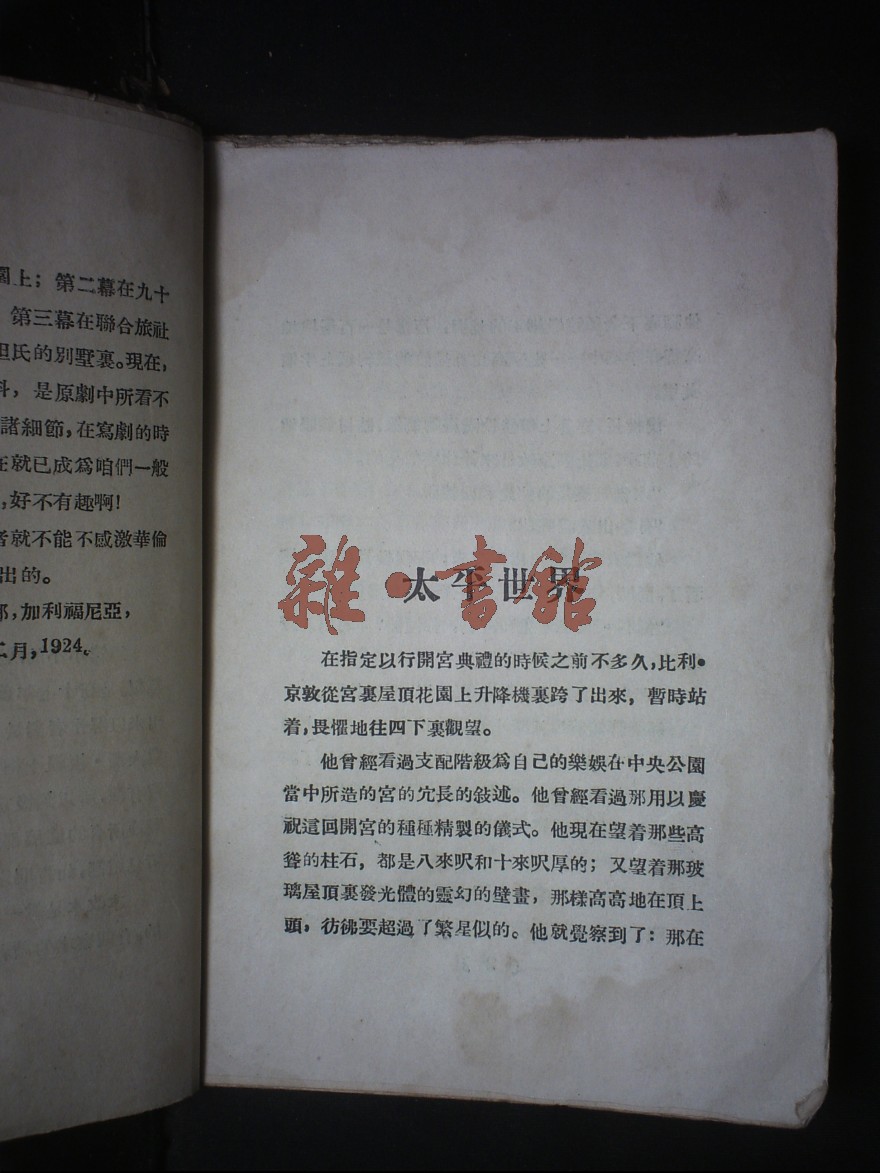 園上；第二幕在九十
第三幕在聯合旅社
坦氏的別墅裏。現在，
料，是原劇中所看不
諸細節，在寫劇的時
在就已成爲咱們一般
，好不有趣啊！
者就不能不感激華倫
出的。
加利福尼亞，
二月，1924。
雜·書館
太平世界
在指定以行開宮典禮的時候之前不多久，比利•
京敦從宮裏屋頂花園上升降機裏跨了出來，暫時站
着，畏懼地往四下裏觀望。
他曾經看過支配階級爲自己的樂娛在中央公園
當中所造的宮的冗長的敍述。他曾經看過那用以慶
祝這回開宮的種種精製的儀式。他現在望着那些高
聳的柱石，都是八來呎和十來呎厚的；又望着那玻
璃屋頂裏發光體的靈幻的壁畫，那樣高高地在頂上
頭，彷彿要超過了繁星似的。他就覺察到了：那在